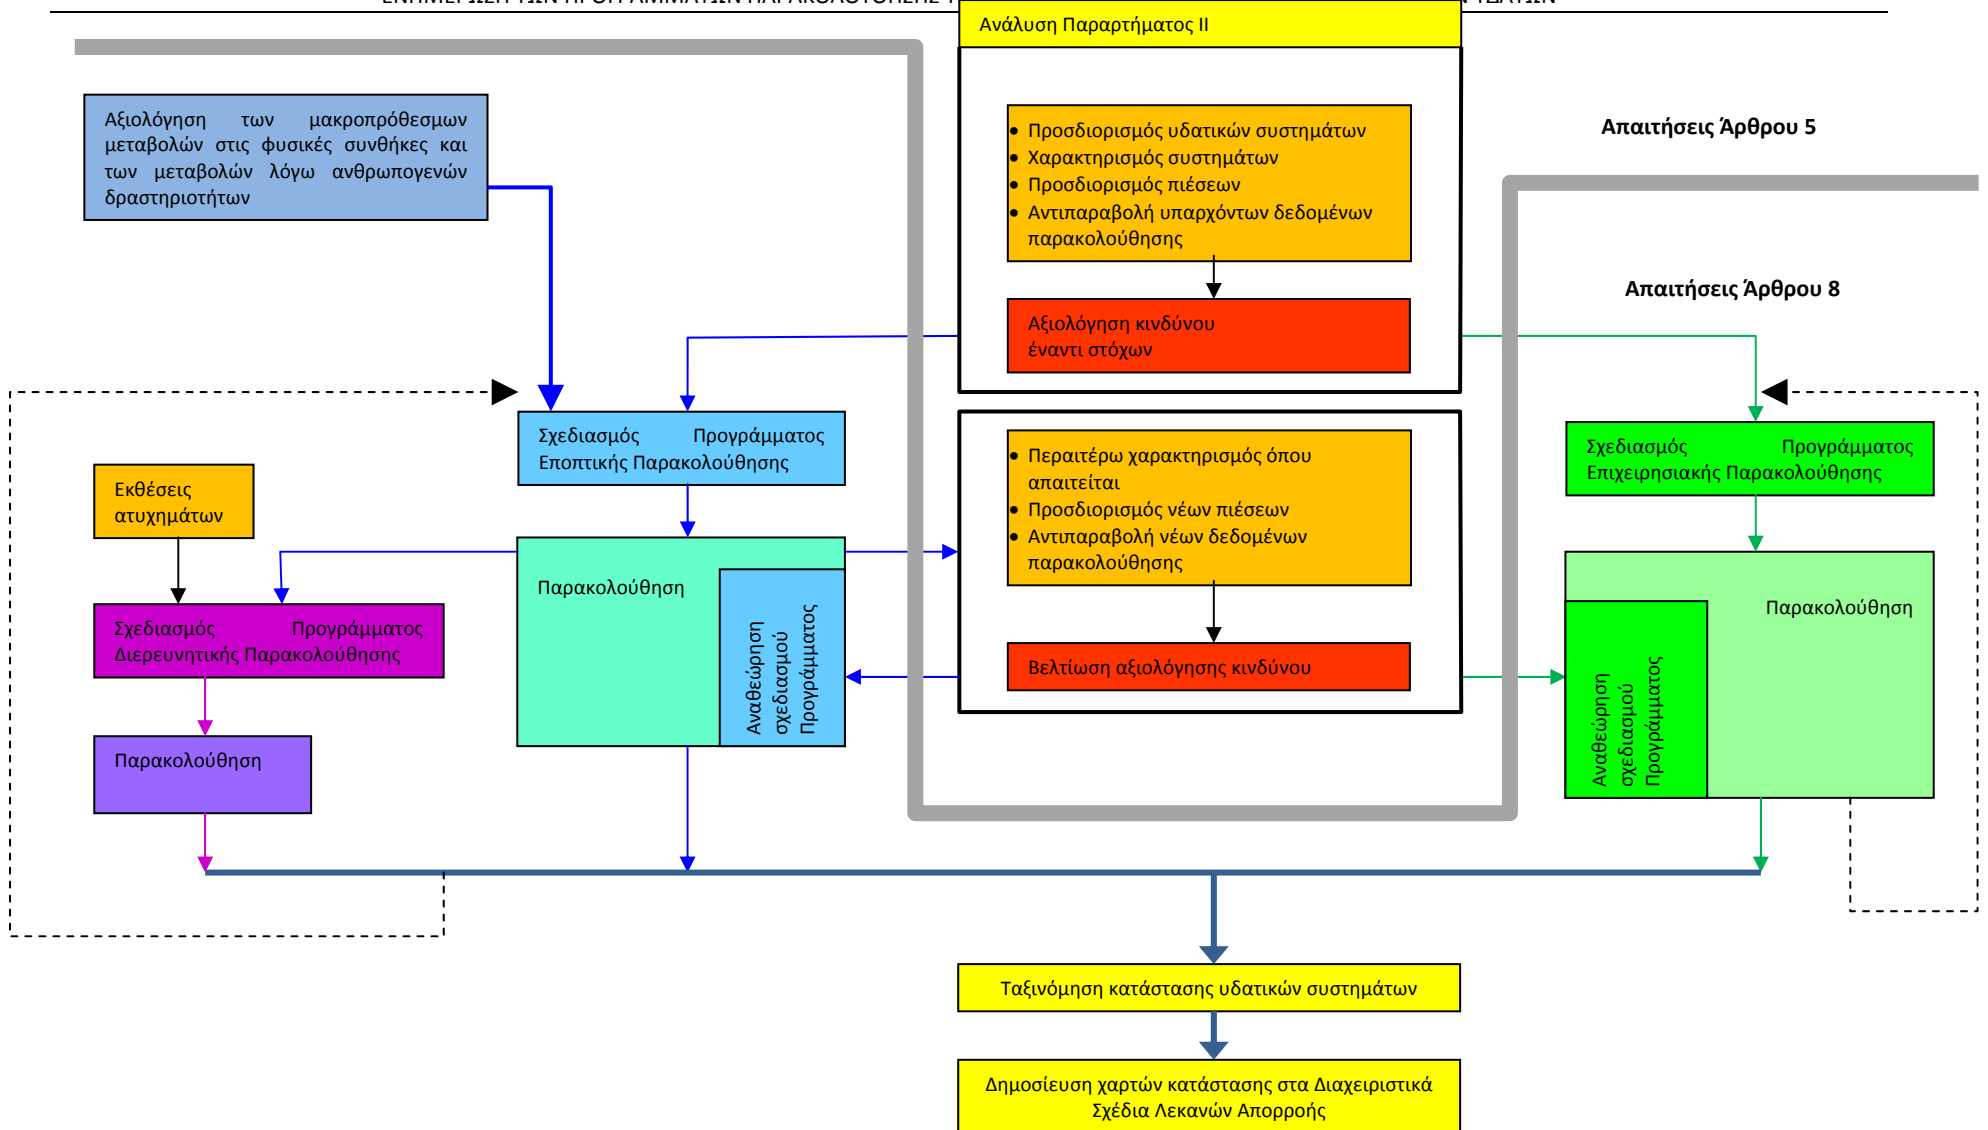 ΕΝΗΜΕΡΩΣΗ ΤΩΝ ΠΡΟΓΡΑΜΜΑΤΩΝ ΠΑΡΑΚΟΛΟΥΘΗΣΗΣ
Ανάλυση Παραρτήματος ΙΙ
Αξιολόγηση των μακροπρόθεσμων
μεταβολών στις φυσικές συνθήκες και
των μεταβολών λόγω ανθρωπογενών
δραστηριοτήτων
• Προσδιορισμός υδατικών συστημάτων
• Χαρακτηρισμός συστημάτων
• Προσδιορισμός πιέσεων
• Αντιπαραβολή υπαρχόντων δεδομένων
παρακολούθησης
Απαιτήσεις Άρθρου 5
Απαιτήσεις Άρθρου 8
Αξιολόγηση κινδύνου
έναντι στόχων
Σχεδιασμός Προγράμματος
Εποπτικής Παρακολούθησης
• Περαιτέρω χαρακτηρισμός όπου
απαιτείται
• Προσδιορισμός νέων πιέσεων
• Αντιπαραβολή νέων δεδομένων
παρακολούθησης
Σχεδιασμός Προγράμματος
Επιχειρησιακής Παρακολούθησης
Εκθέσεις
ατυχημάτων
Παρακολούθηση
Αναθεώρηση
σχεδιασμού
Προγράμματος
Παρακολούθηση
Αναθεώρηση
σχεδιασμού
Προγράμματος
Σχεδιασμός Προγράμματος
Διερευνητικής Παρακολούθησης
Βελτίωση αξιολόγησης κινδύνου
Παρακολούθηση
Ταξινόμηση κατάστασης υδατικών συστημάτων
Δημοσίευση χαρτών κατάστασης στα Διαχειριστικά
Σχέδια Λεκανών Απορροής